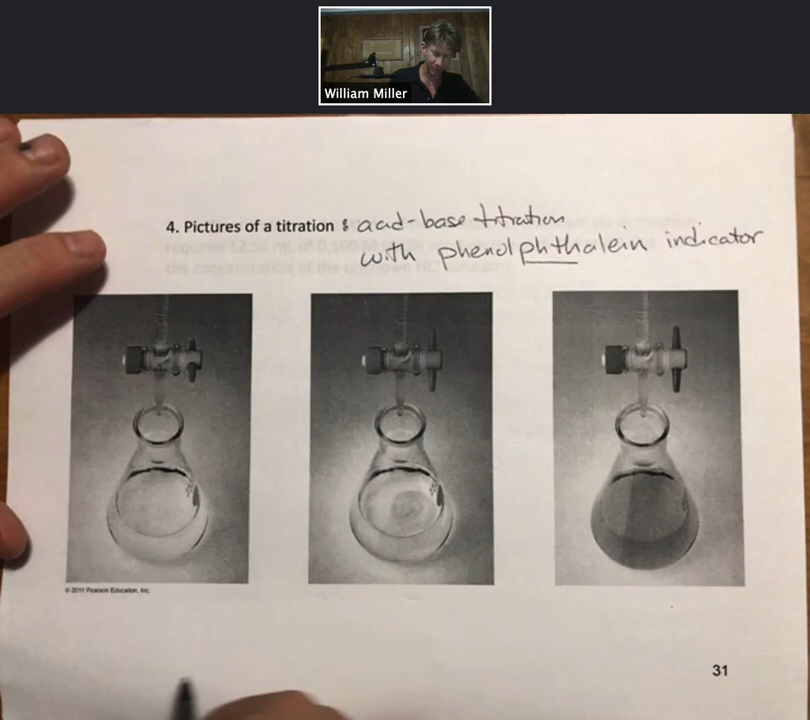 William Miller
4. Pictures of a titration : acid-base titration
with phenolphthalein indicator
© 2011 Pearson Education, Inc.
31